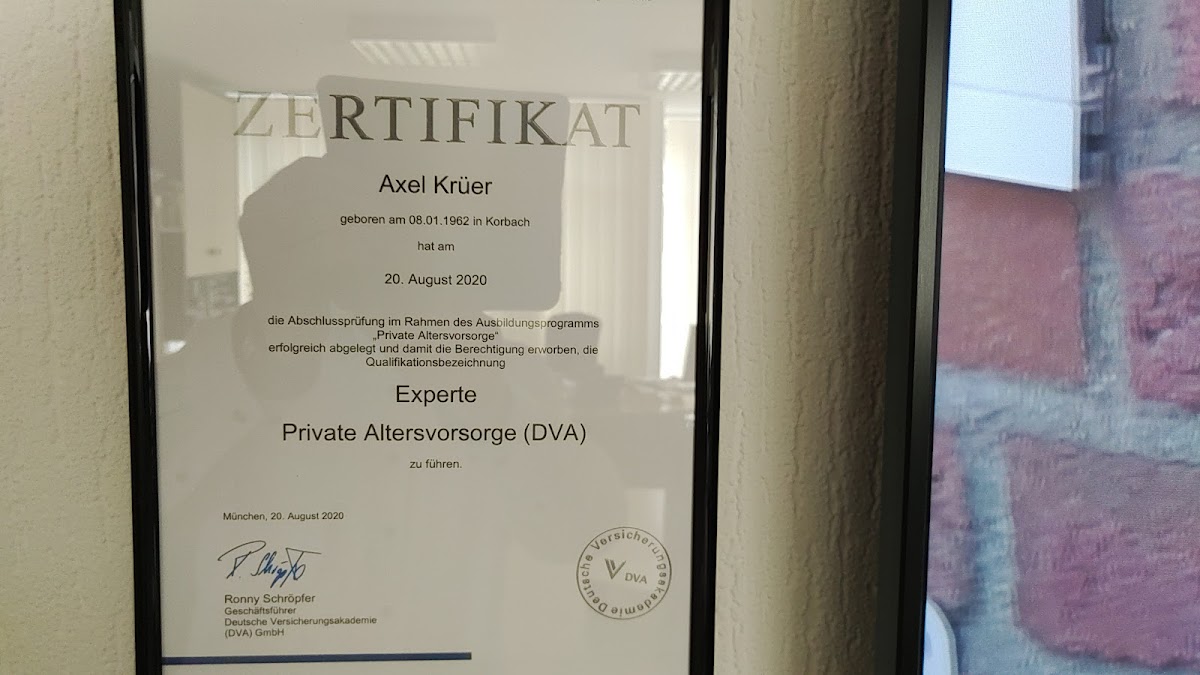 ZERTIFIKAT
Axel Krüer
geboren am 08.01.1962 in Korbach
hat am
20. August 2020
die Abschlussprüfung im Rahmen des Ausbildungsprogramms
„Private Altersvorsorge“
erfolgreich abgelegt und damit die Berechtigung erworben, die
Qualifikationsbezeichnung
Experte
Private Altersvorsorge (DVA)
zu führen.
München, 20. August 2020
R. Schröpfer
Ronny Schröpfer
Geschäftsführer
Deutsche Versicherungsakademie
(DVA) GmbH
Deutsche Versicherungsakademie
DVA